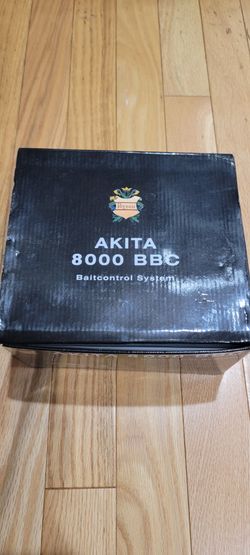 AKITA
8000 BBC
Baitcontrol System